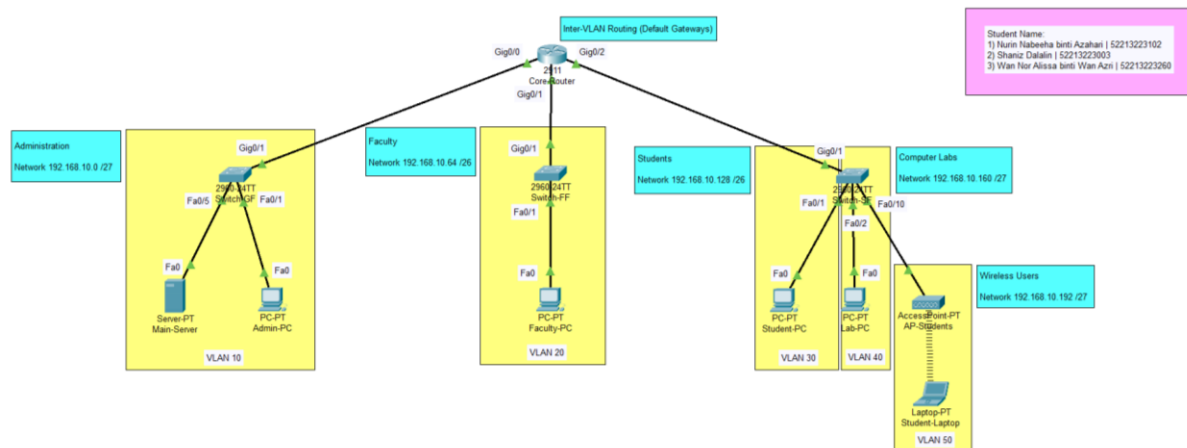 Inter-VLAN Routing (Default Gateways)
Student Name:
1) Nurin Nabeeha binti Azahari | 52213223102
2) Shaniz Dalalin | 52213223003
3) Wan Nor Alissa binti Wan Azri | 52213223260
Gig0/0
Gig0/2
2911
Core-Router
Gig0/1
Administration
Network 192.168.10.0 /27
Gig0/1
2960-24TT
Switch-GF
Fa0/5
Fa0/1
Fa0
Fa0
Server-PT
Main-Server
PC-PT
Admin-PC
VLAN 10
Faculty
Network 192.168.10.64 /26
Gig0/1
2960-24TT
Switch-FF
Fa0/1
Fa0
PC-PT
Faculty-PC
VLAN 20
Students
Network 192.168.10.128 /26
Gig0/1
Computer Labs
Network 192.168.10.160 /27
2960-24TT
Fa0/1
Fa0/10
Fa0/2
Fa0
Fa0
PC-PT
Student-PC
PC-PT
Lab-PC
VLAN 30
VLAN 40
Wireless Users
Network 192.168.10.192 /27
AccessPoint-PT
AP-Students
Laptop-PT
Student-Laptop
VLAN 50